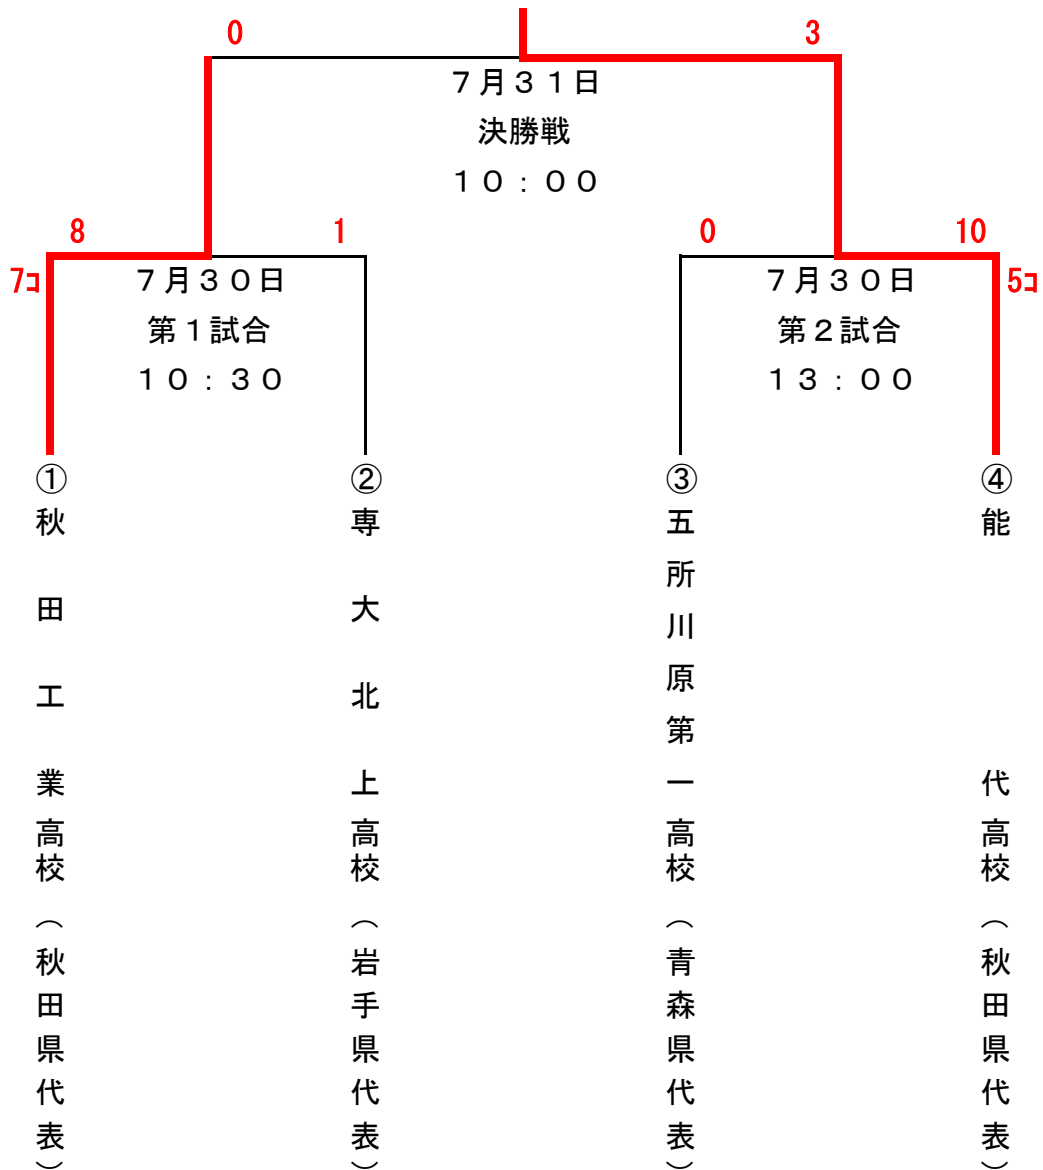 0
3
７月３１日
決勝戦
１０：００
8
1
0
10
7コ
７月３０日
第１試合
１０：３０
７月３０日
第２試合
１３：００
5コ
①秋田工業高校（秋田県代表）
②専大北上高校（岩手県代表）
③五所川原第一高校（青森県代表）
④能代高校（秋田県代表）